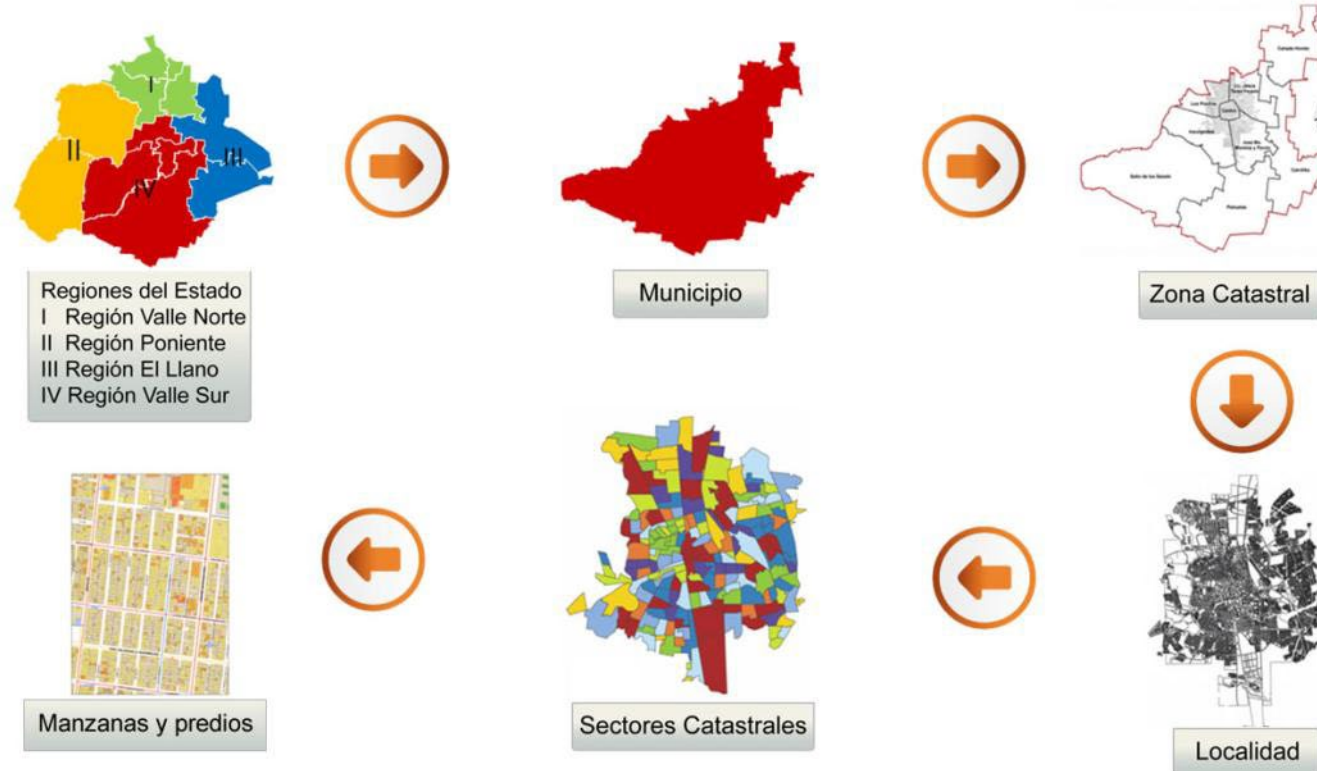 I
II
III
IV
Regiones del Estado
I Región Valle Norte
II Región Poniente
III Región El Llano
IV Región Valle Sur
Municipio
Centro
Zona Catastral
Manzanas y predios
Sectores Catastrales
Localidad